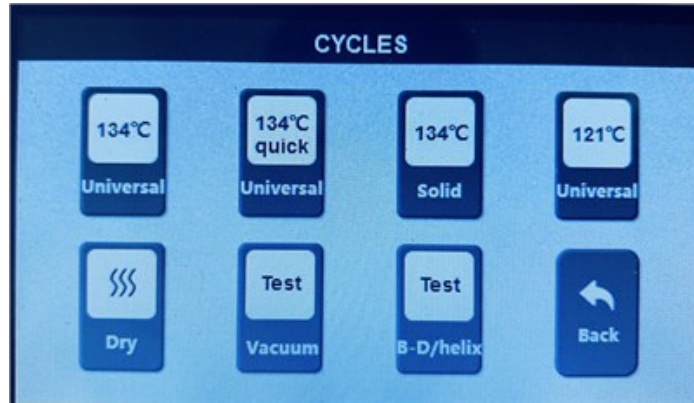 CYCLES
134℃
Universal
134℃
quick
Universal
134℃
Solid
121℃
Universal
Dry
Test
Vacuum
Test
B-D/helix
Back